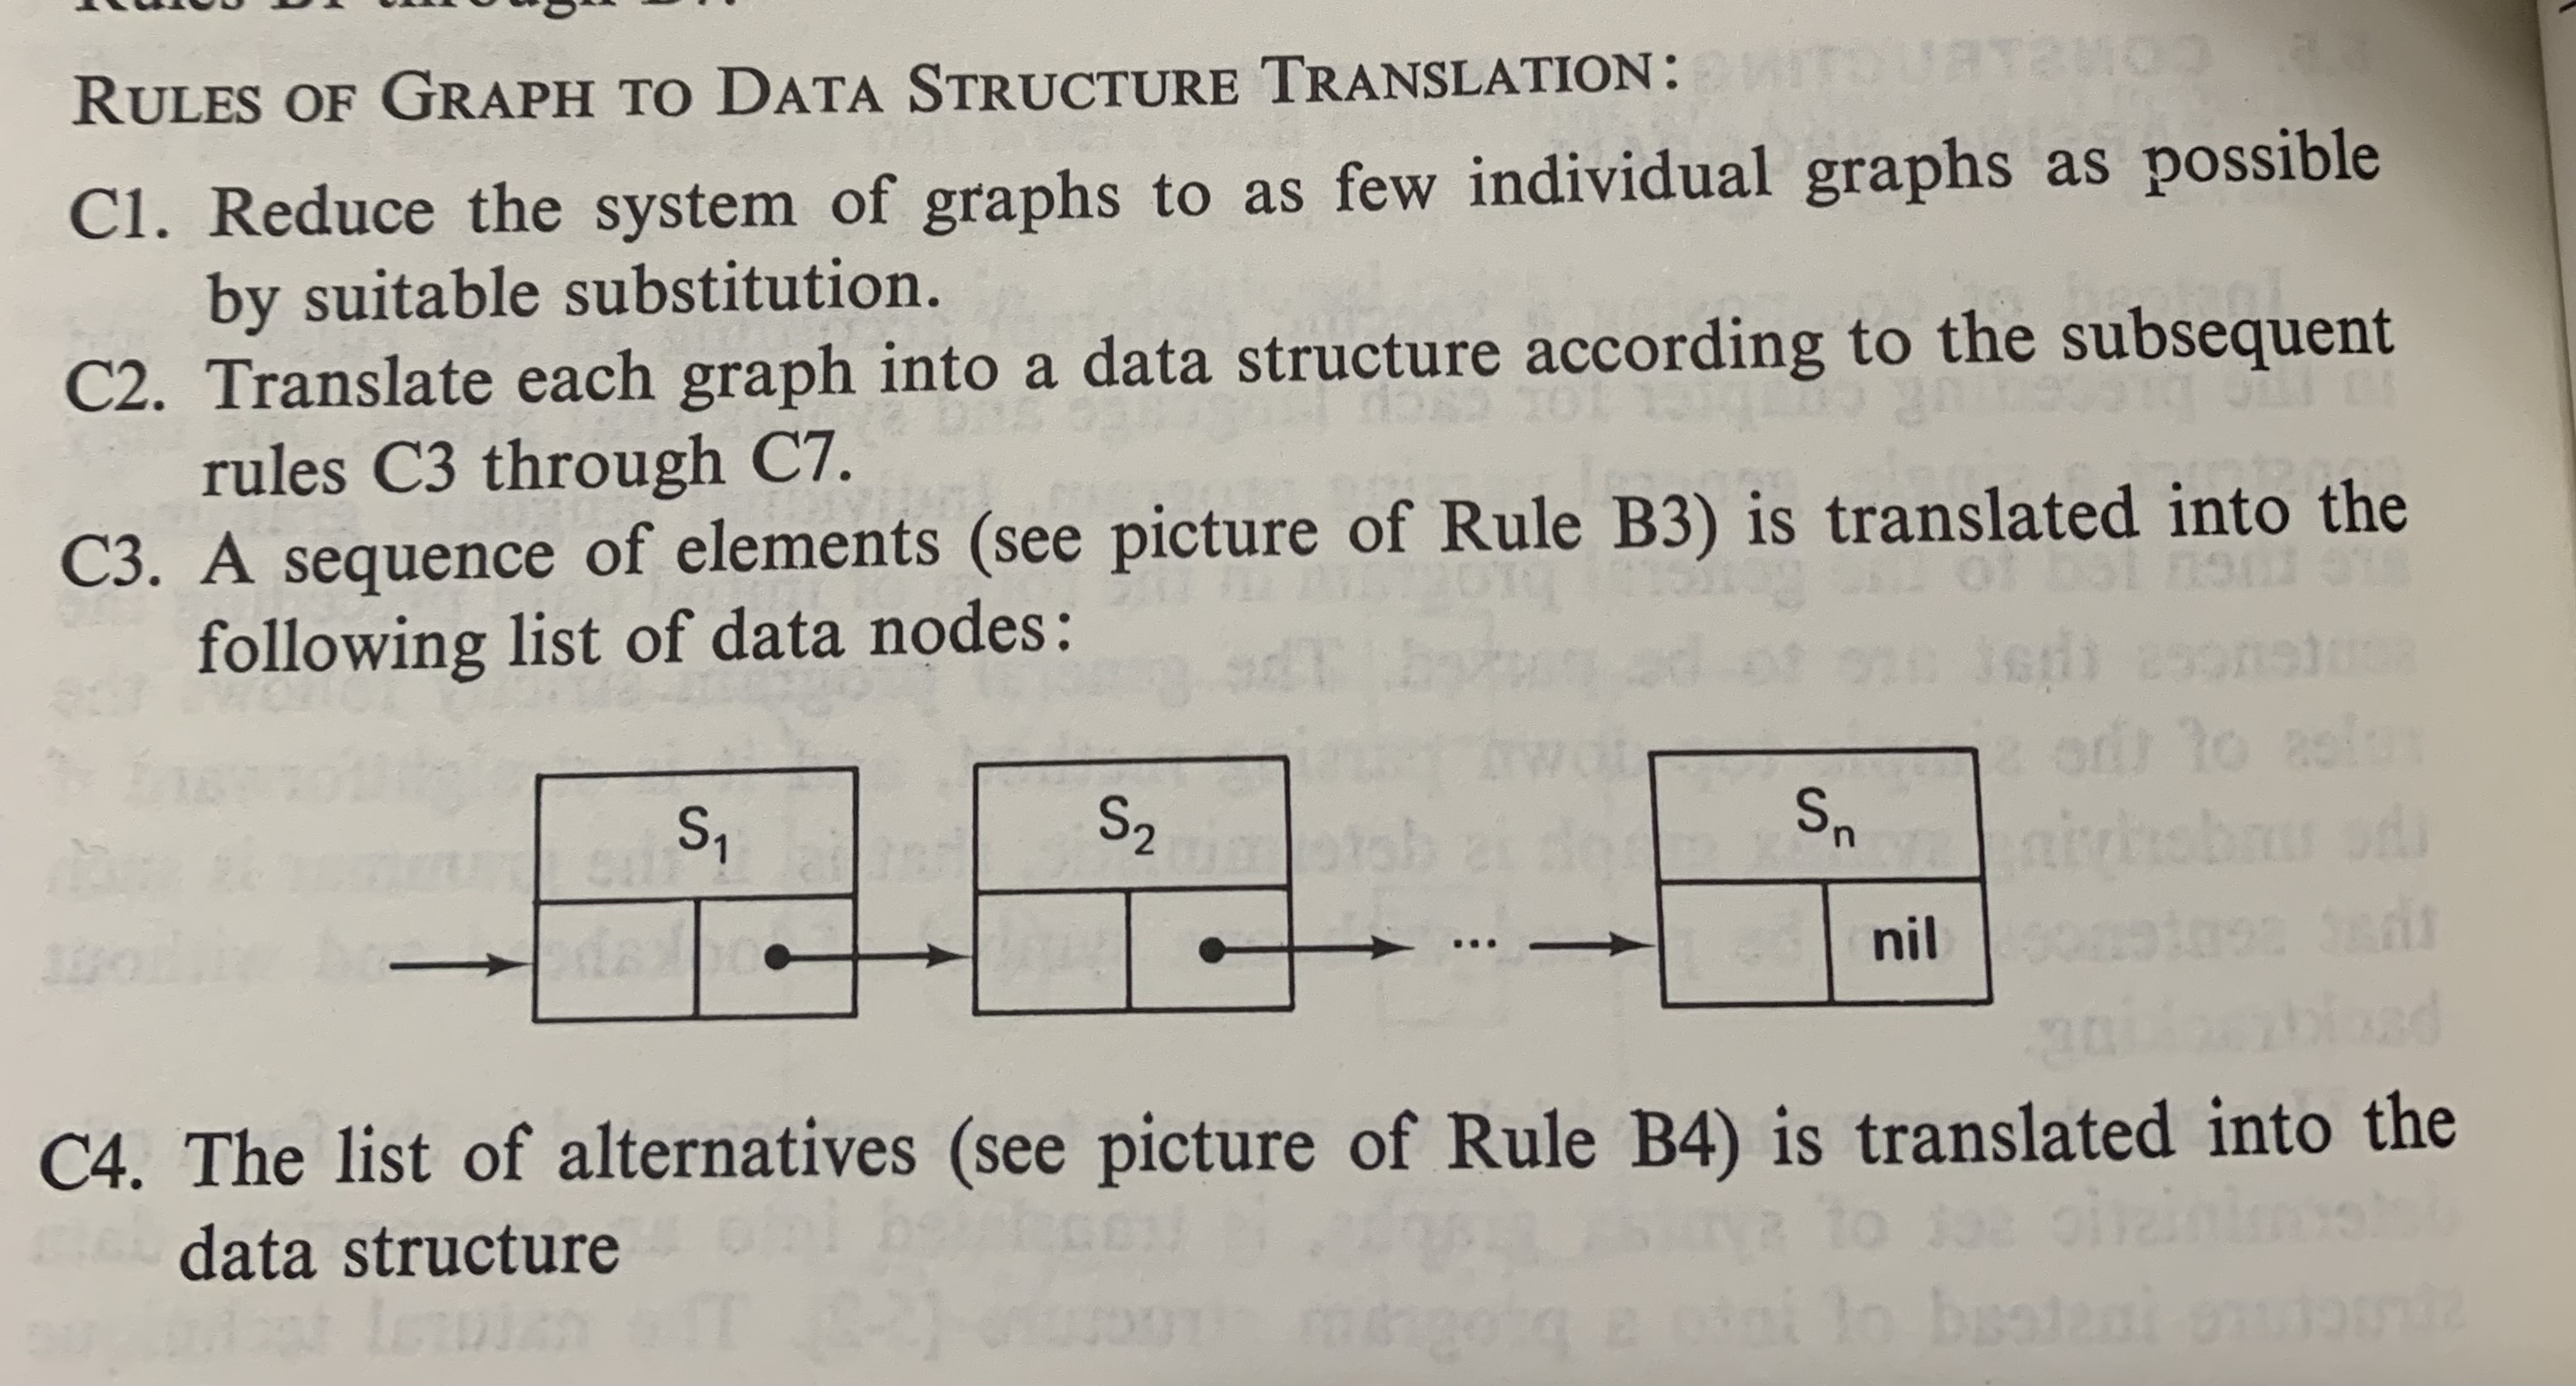 RULES OF GRAPH TO DATA STRUCTURE TRANSLATION:
C1. Reduce the system of graphs to as few individual graphs as possible
by suitable substitution.
C2. Translate each graph into a data structure according to the subsequent
rules C3 through C7.
C3. A sequence of elements (see picture of Rule B3) is translated into the
following list of data nodes:
S₁ S₂ Sₙ
... nil
C4. The list of alternatives (see picture of Rule B4) is translated into the
data structure